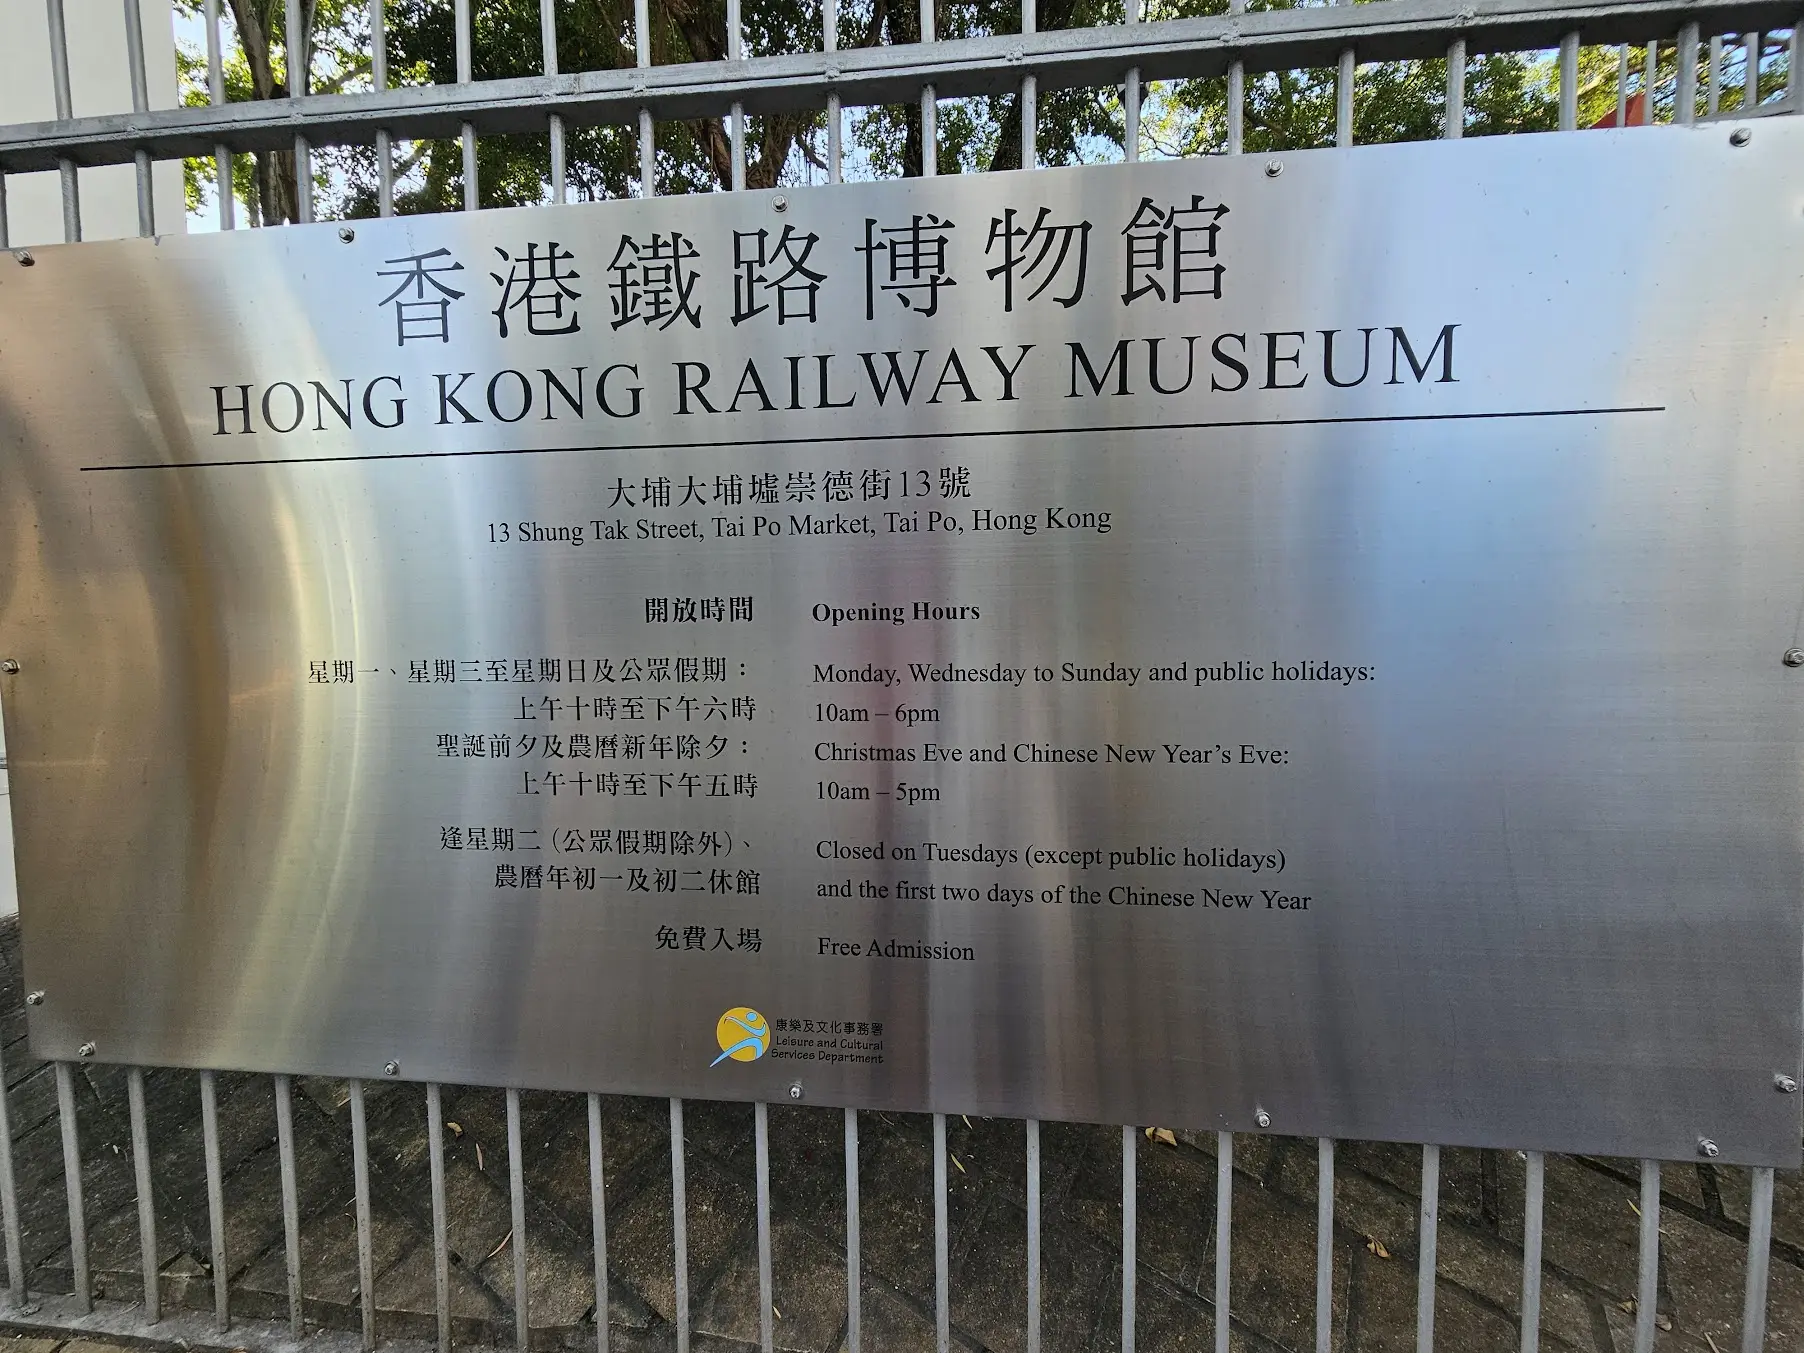 香港鐵路博物館
HONG KONG RAILWAY MUSEUM
大埔大埔墟崇德街13號
13 Shung Tak Street, Tai Po Market, Tai Po, Hong Kong
開放時間 Opening Hours
星期一、星期三至星期日及公眾假期： Monday, Wednesday to Sunday and public holidays:
上午十時至下午六時 10am – 6pm
聖誕前夕及農曆新年除夕： Christmas Eve and Chinese New Year’s Eve:
上午十時至下午五時 10am – 5pm
逢星期二（公眾假期除外）、 Closed on Tuesdays (except public holidays)
農曆年初一及初二休館 and the first two days of the Chinese New Year
免費入場 Free Admission
康樂及文化事務署
Leisure and Cultural
Services Department